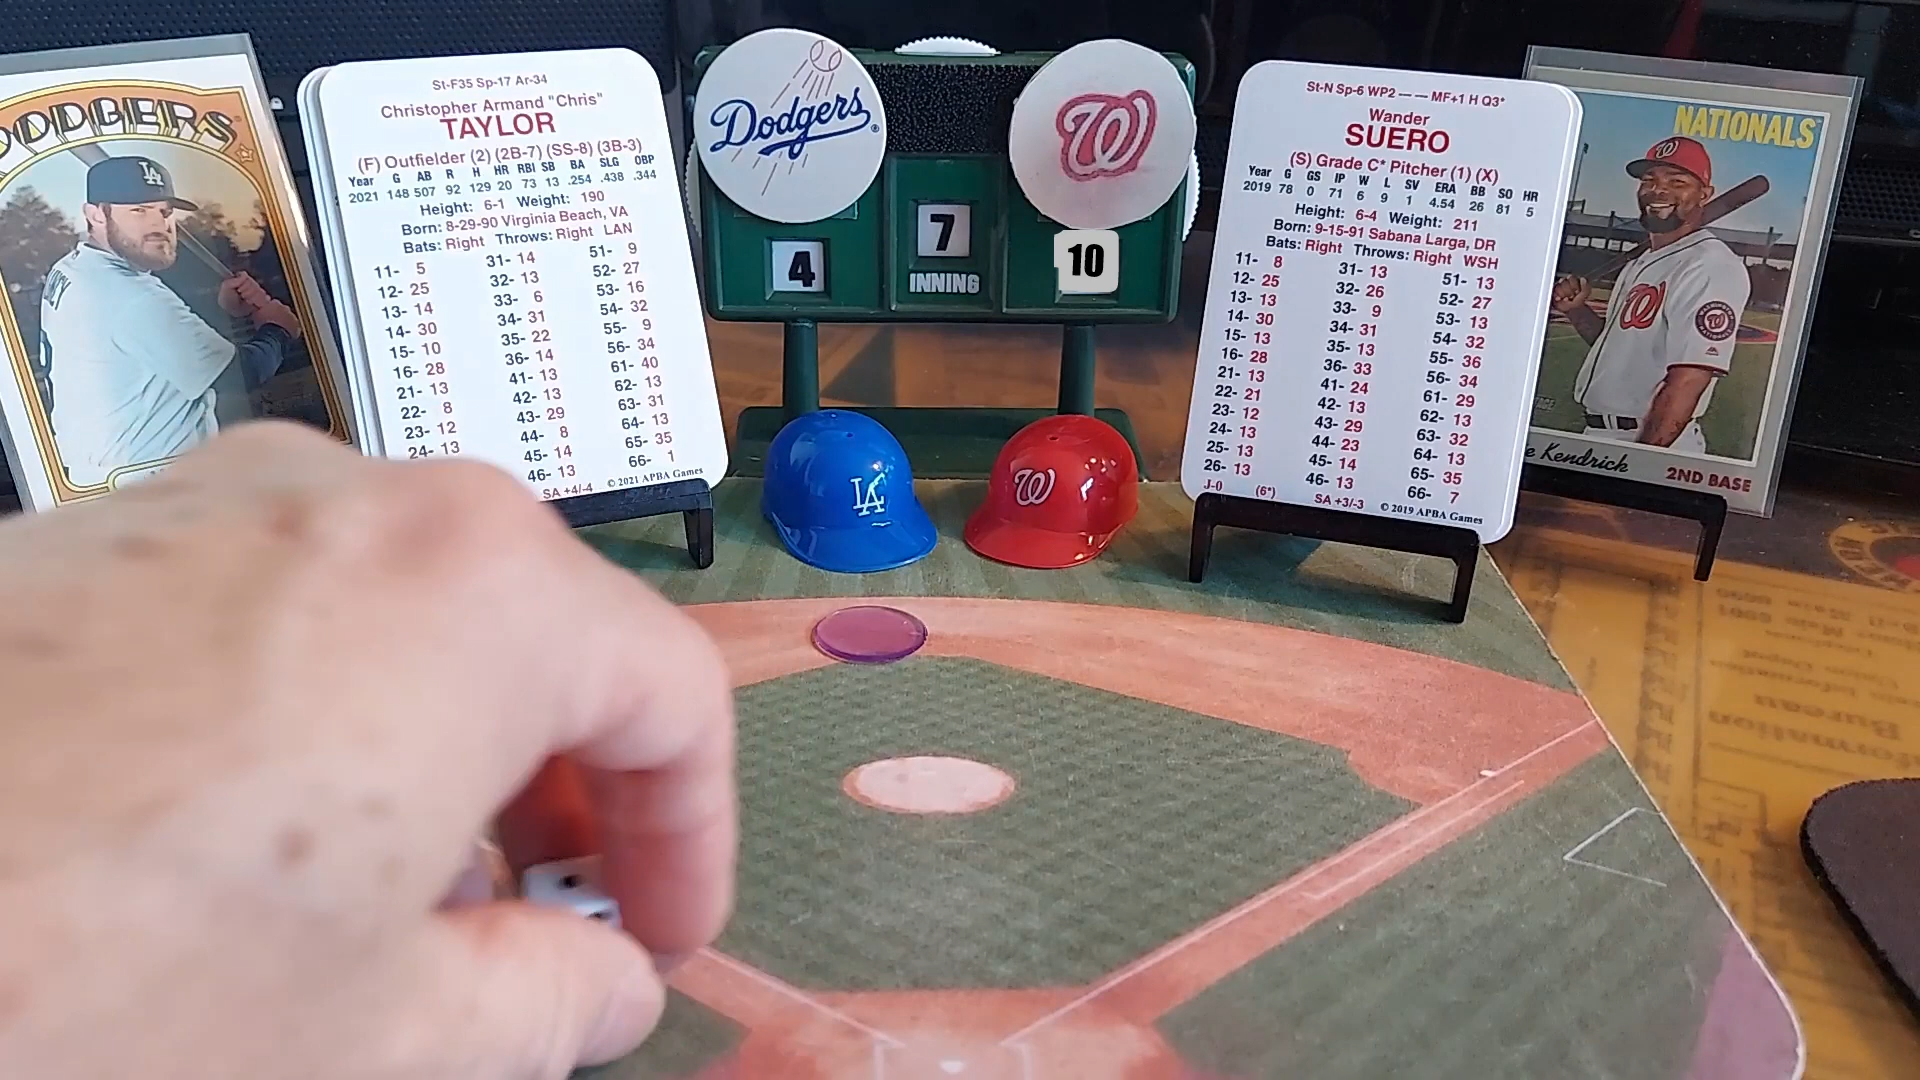 DODGERS
LA
St-F35 Sp-17 Ar-34
Christopher Armand "Chris"
TAYLOR
(F) Outfielder (2) (2B-7) (SS-8) (3B-3)
Year G AB R H HR RBI SB BA SLG OBP
2021 148 507 92 129 20 73 13 .254 .438 .344
Height: 6-1 Weight: 190
Born: 8-29-90 Virginia Beach, VA
Bats: Right Throws: Right LAN
11- 5 31- 14 51- 9
12- 25 32- 13 52- 27
13- 14 33- 6 53- 16
14- 30 34- 31 54- 32
15- 10 35- 22 55- 9
16- 28 36- 14 56- 34
21- 13 41- 13 61- 40
22- 8 42- 13 62- 13
23- 12 43- 29 63- 31
24- 13 44- 8 64- 13
45- 14 65- 35
46- 13 66- 1
SA +4/-4 © 2021 APBA Games
Dodgers
W
4
7
INNING
10
LA
W
St-N Sp-6 WP2 — — MF+1 H Q3*
Wander
SUERO
(S) Grade C* Pitcher (1) (X)
Year G GS IP W L SV ERA BB SO HR
2019 78 0 71 6 9 1 4.54 26 81 5
Height: 6-4 Weight: 211
Born: 9-15-91 Sabana Larga, DR
Bats: Right Throws: Right WSH
11- 8 31- 13 51- 13
12- 25 32- 26 52- 27
13- 13 33- 9 53- 13
14- 30 34- 31 54- 32
15- 13 35- 13 55- 36
16- 28 36- 33 56- 34
21- 13 41- 24 61- 29
22- 21 42- 13 62- 13
23- 12 43- 29 63- 32
24- 13 44- 23 64- 13
25- 13 45- 14 65- 35
26- 13 46- 13 66- 7
J-0 (6*) SA +3/-3 © 2019 APBA Games
NATIONALS
W
W
Kendrick
2ND BASE
Information
Bureau